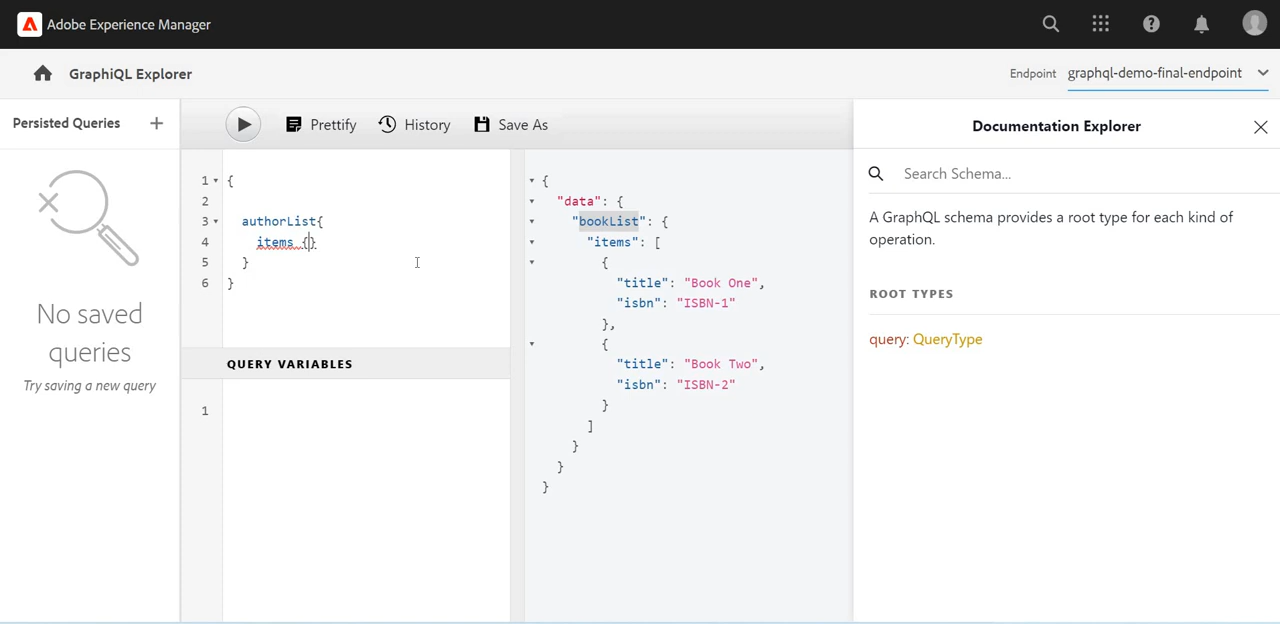 Adobe Experience Manager
GraphiQL Explorer
Endpoint graphql-demo-final-endpoint
Persisted Queries +
No saved
queries
Try saving a new query
Prettify History Save As
1 {
2
3 authorList{
4 items {}
5 }
6 }
QUERY VARIABLES
1
{
"data": {
"bookList": {
"items": [
{
"title": "Book One",
"isbn": "ISBN-1"
},
{
"title": "Book Two",
"isbn": "ISBN-2"
}
]
}
}
}
Documentation Explorer
Search Schema...
A GraphQL schema provides a root type for each kind of
operation.
ROOT TYPES
query: QueryType